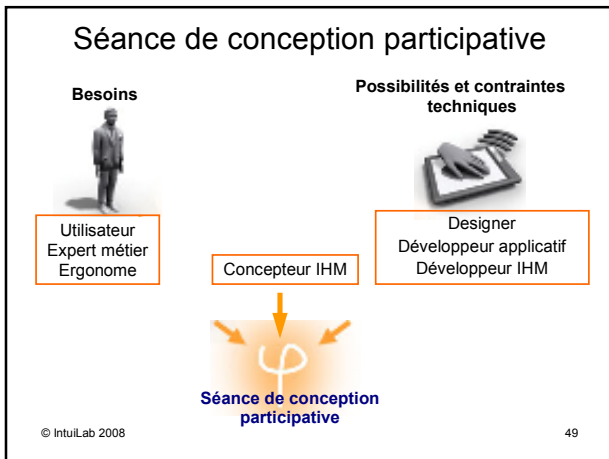 Séance de conception participative
Besoins
Utilisateur
Expert métier
Ergonome
Possibilités et contraintes
techniques
Designer
Développeur applicatif
Développeur IHM
Concepteur IHM
Séance de conception
participative
© IntuiLab 2008
49